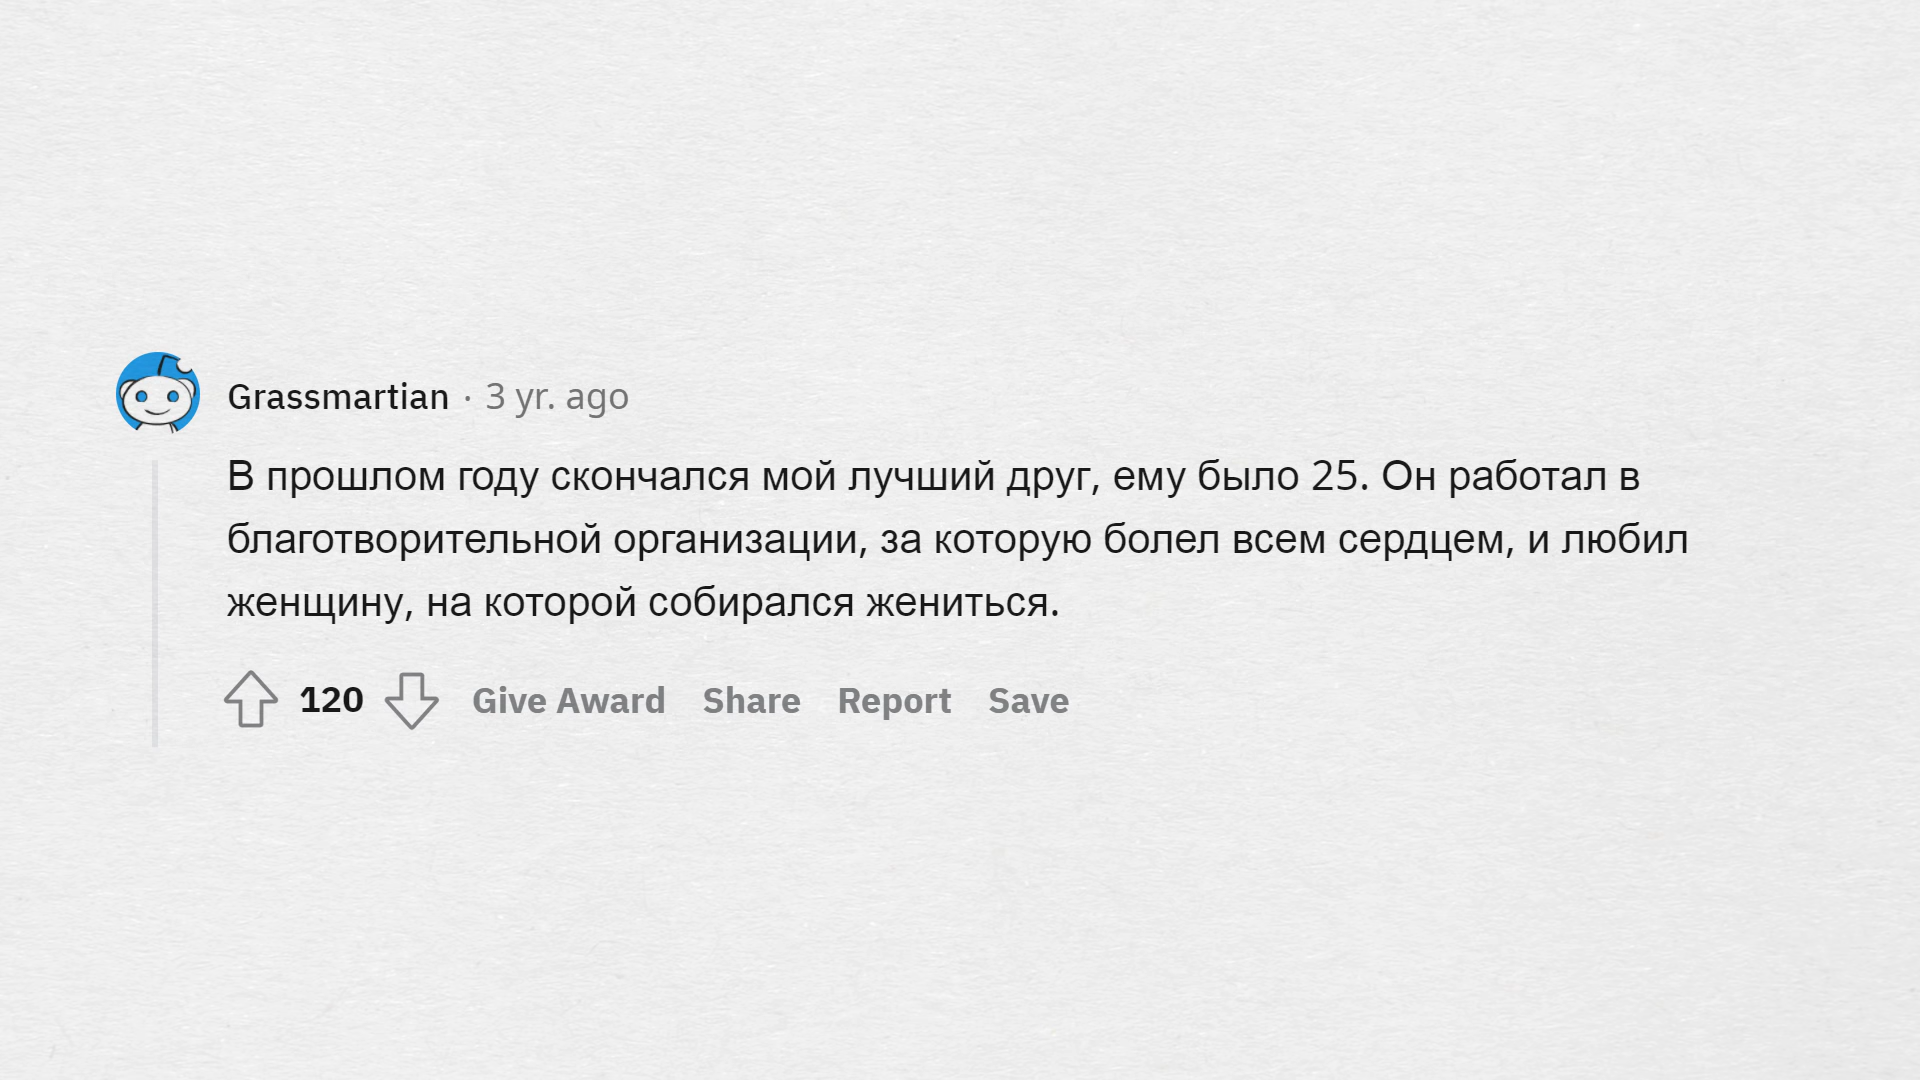 Grassmartian · 3 yr. ago
В прошлом году скончался мой лучший друг, ему было 25. Он работал в
благотворительной организации, за которую болел всем сердцем, и любил
женщину, на которой собирался жениться.
120 Give Award Share Report Save